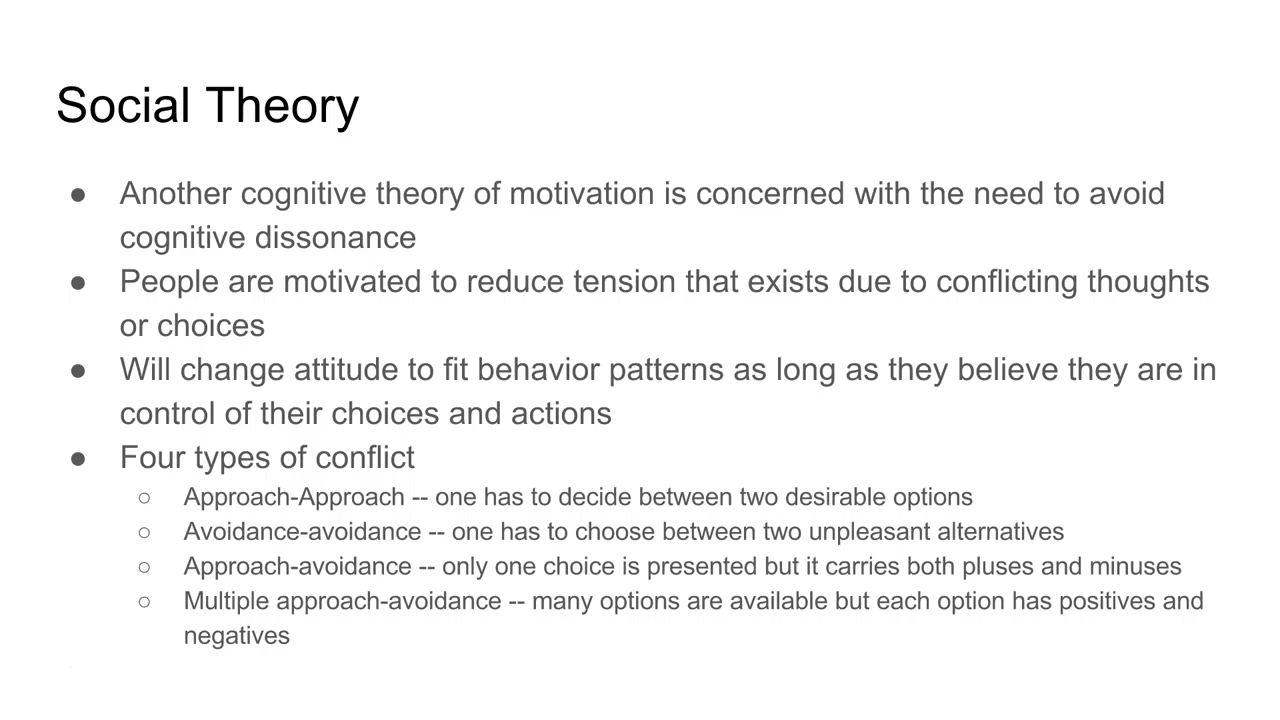 Social Theory
● Another cognitive theory of motivation is concerned with the need to avoid
cognitive dissonance
● People are motivated to reduce tension that exists due to conflicting thoughts
or choices
● Will change attitude to fit behavior patterns as long as they believe they are in
control of their choices and actions
● Four types of conflict
○ Approach-Approach -- one has to decide between two desirable options
○ Avoidance-avoidance -- one has to choose between two unpleasant alternatives
○ Approach-avoidance -- only one choice is presented but it carries both pluses and minuses
○ Multiple approach-avoidance -- many options are available but each option has positives and
negatives